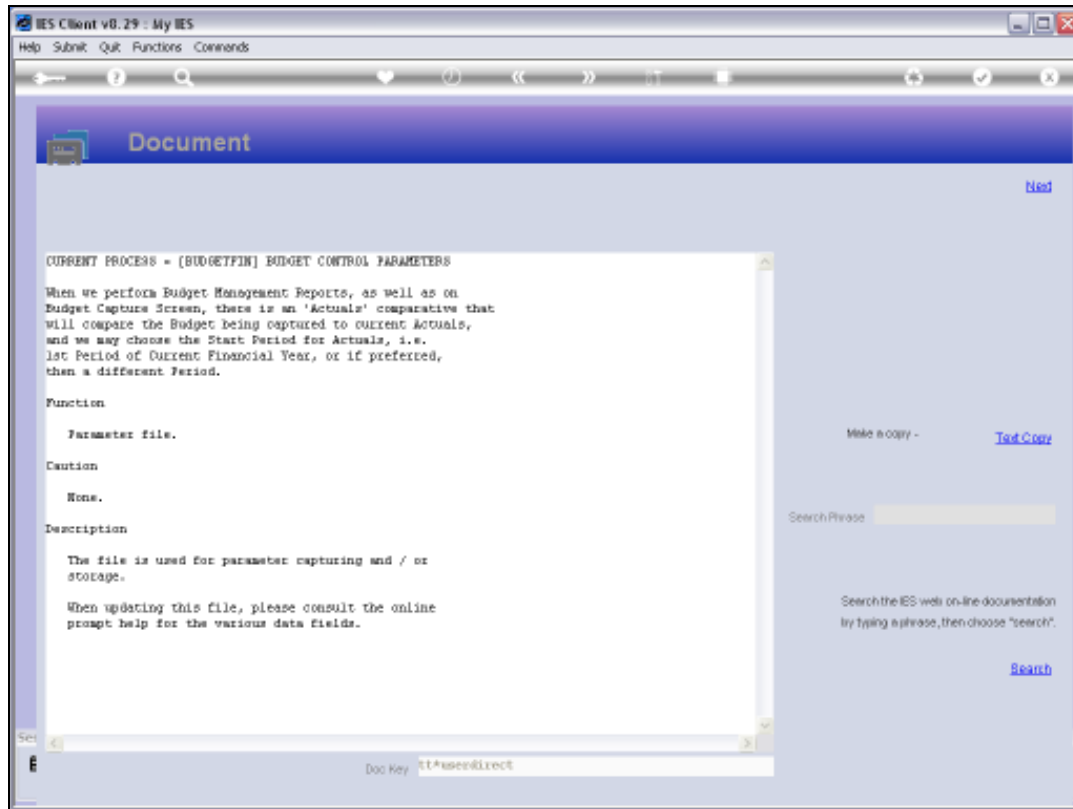 IES Client v8.29 : My IES
Help Submit Quit Functions Commands
Document
Next
CURRENT PROCESS = [BUDGETFIN] BUDGET CONTROL PARAMETERS
When we perform Budget Management Reports, as well as on
Budget Capture Screen, there is an 'Actuals' comparative that
will compare the Budget being captured to current Actuals,
and we may choose the Start Period for Actuals, i.e.
1st Period of Current Financial Year, or if preferred,
then a different Period.
Function
Parameter file.
Caution
None.
Description
The file is used for parameter capturing and / or
storage.
When updating this file, please consult the online
prompt help for the various data fields.
Make a copy -
Text Copy
Search Phrase
Search the IES web on-line documentation
by typing a phrase, then choose "search".
Search
Doc Key tt*userdirect